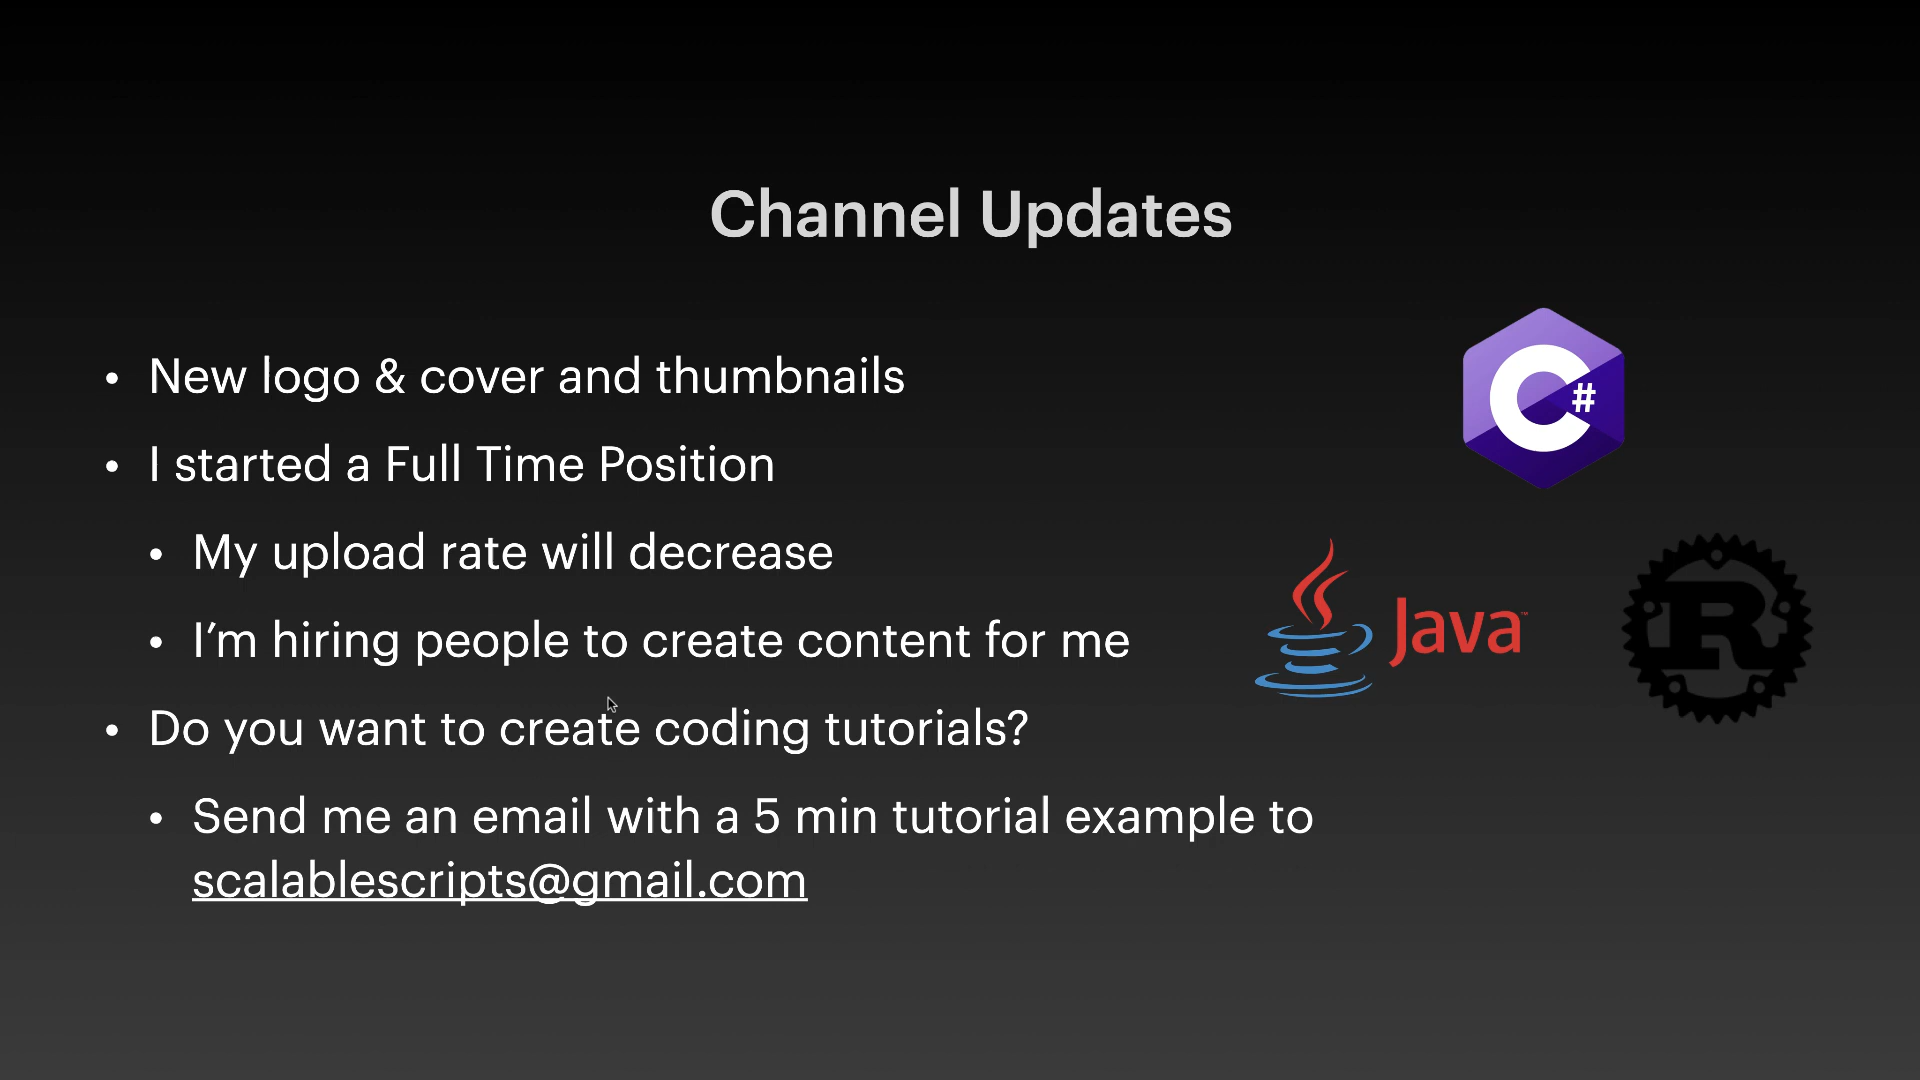 Channel Updates
• New logo & cover and thumbnails
• I started a Full Time Position
• My upload rate will decrease
• I’m hiring people to create content for me
• Do you want to create coding tutorials?
• Send me an email with a 5 min tutorial example to
scalablescripts@gmail.com
C#
Java™
R